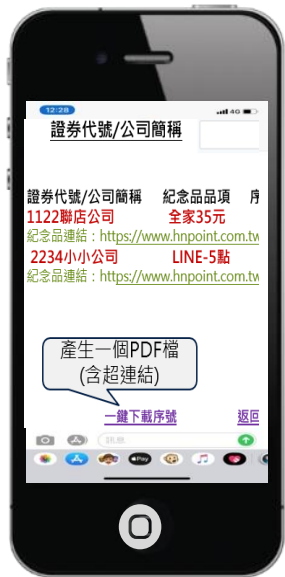 12:28
4G
證券代號/公司簡稱
證券代號/公司簡稱 紀念品品項 序
1122聯店公司 全家35元
紀念品連結：https://www.hnpoint.com.tw
2234小小公司 LINE-5點
紀念品連結：https://www.hnpoint.com.tw
產生一個PDF檔
(含超連結)
一鍵下載序號 返回
訊息
Pay